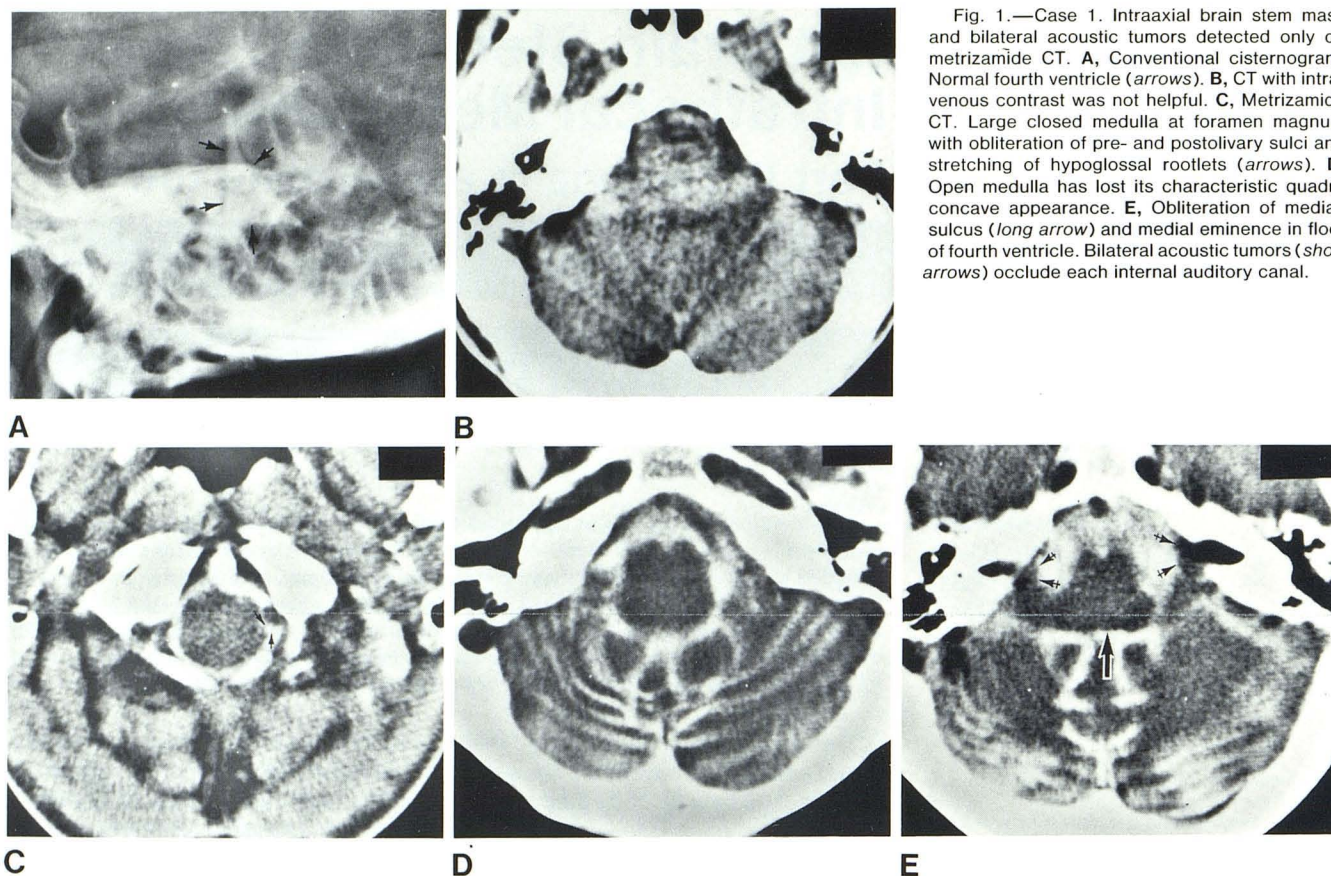 Fig. 1.—Case 1. Intraaxial brain stem mas
and bilateral acoustic tumors detected only
metrizamide CT. A, Conventional cisternogram
Normal fourth ventricle (arrows). B, CT with intra
venous contrast was not helpful. C, Metrizamid
CT. Large closed medulla at foramen magnu
with obliteration of pre- and postolivary sulci an
stretching of hypoglossal rootlets (arrows).
Open medulla has lost its characteristic quadr
concave appearance. E, Obliteration of media
sulcus (long arrow) and medial eminence in floo
of fourth ventricle. Bilateral acoustic tumors (sho
arrows) occlude each internal auditory canal.
A
B
C
D
E